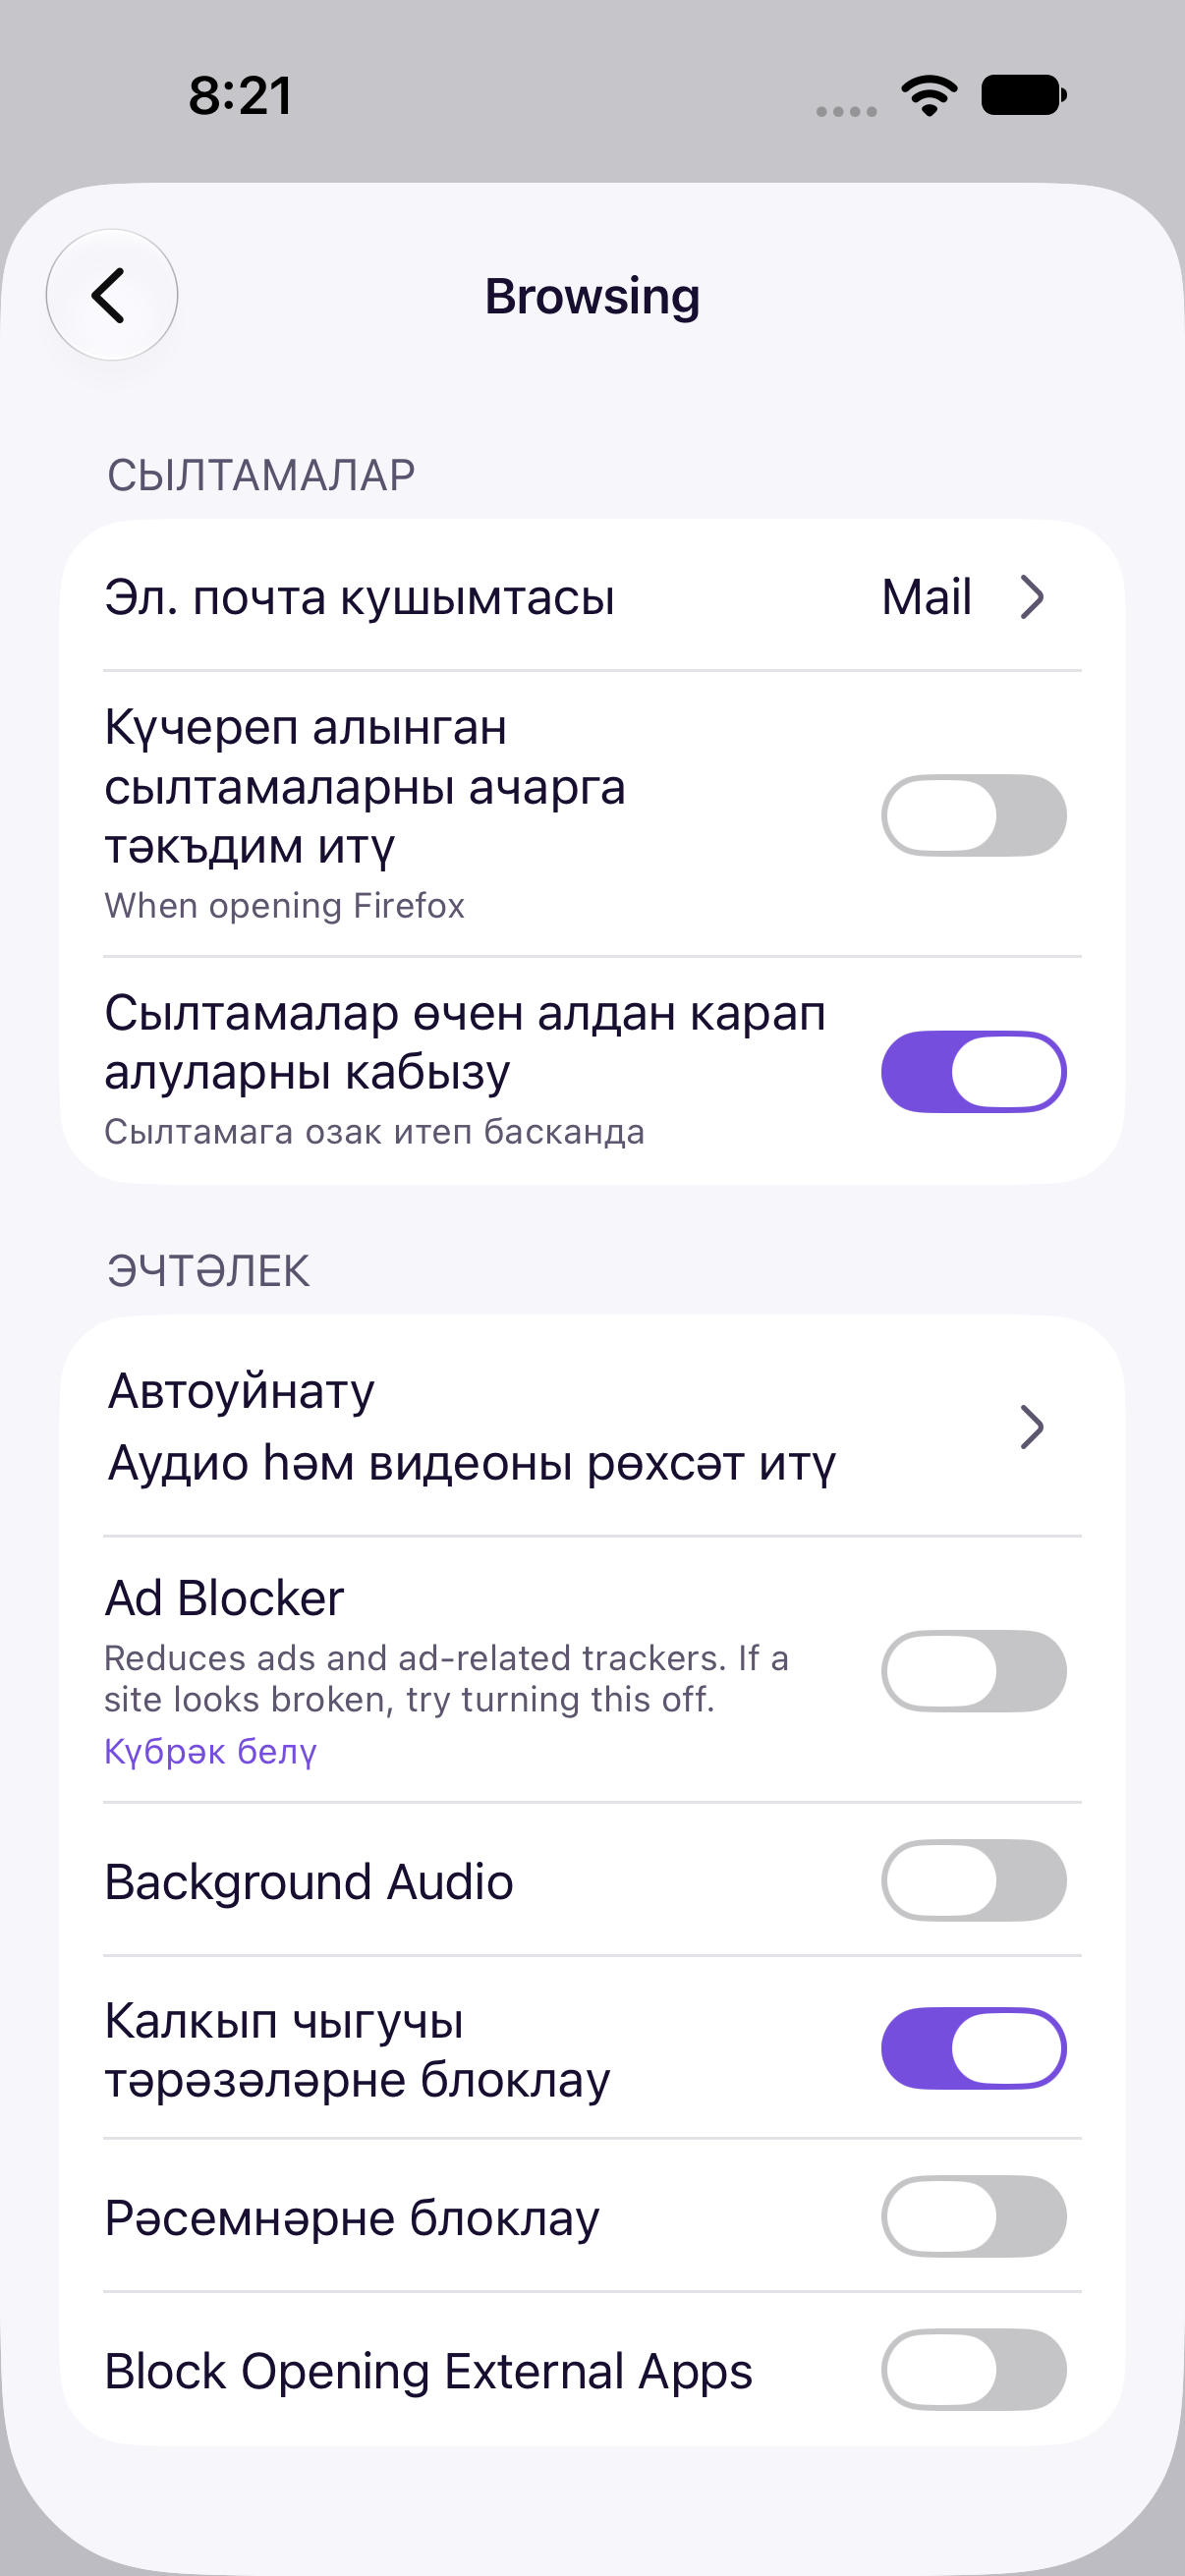 8:21
Browsing
СЫЛТАМАЛАР
Эл. почта кушымтасы
Mail
Күчереп алынган
сылтамаларны ачарга
тәкъдим итү
When opening Firefox
Сылтамалар өчен алдан карап
алуларны кабызу
Сылтамага озак итеп басканда
ЭЧТӘЛЕК
Автоуйнату
Аудио һәм видеоны рөхсәт итү
Ad Blocker
Reduces ads and ad-related trackers. If a
site looks broken, try turning this off.
Күбрәк белү
Background Audio
Калкып чыгучы
тәрәзәләрне блоклау
Рәсемнәрне блоклау
Block Opening External Apps